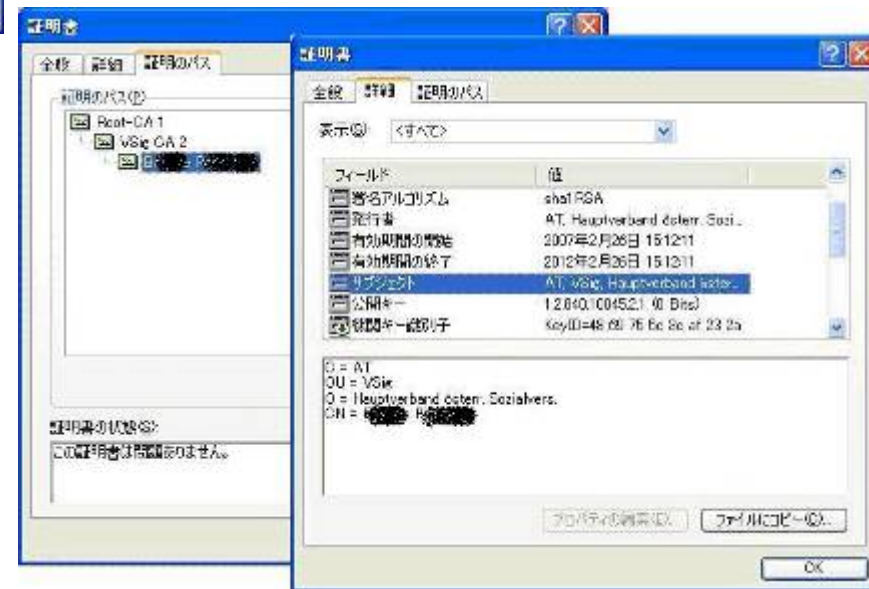 証明書
全般 詳細 証明のパス
証明のパス(P)
Root-CA 1
VSig CA 2
証明書の状態(S):
この証明書は問題ありません。
証明書
全般 詳細 証明のパス
表示(S): <すべて>
フィールド 値
署名アルゴリズム sha1RSA
発行者 AT, Hauptverband österr. Sozi...
有効期間の開始 2007年2月26日 15:12:11
有効期間の終了 2012年2月26日 15:12:11
サブジェクト AT, VSig, Hauptverband öster...
公開キー 1.2.840.10045.2.1 (0 Bits)
機関キー識別子
C = AT
OU = VSig
O = Hauptverband österr. Sozialvers.
CN =
プロパティの編集(E)... ファイルにコピー(C)...
OK